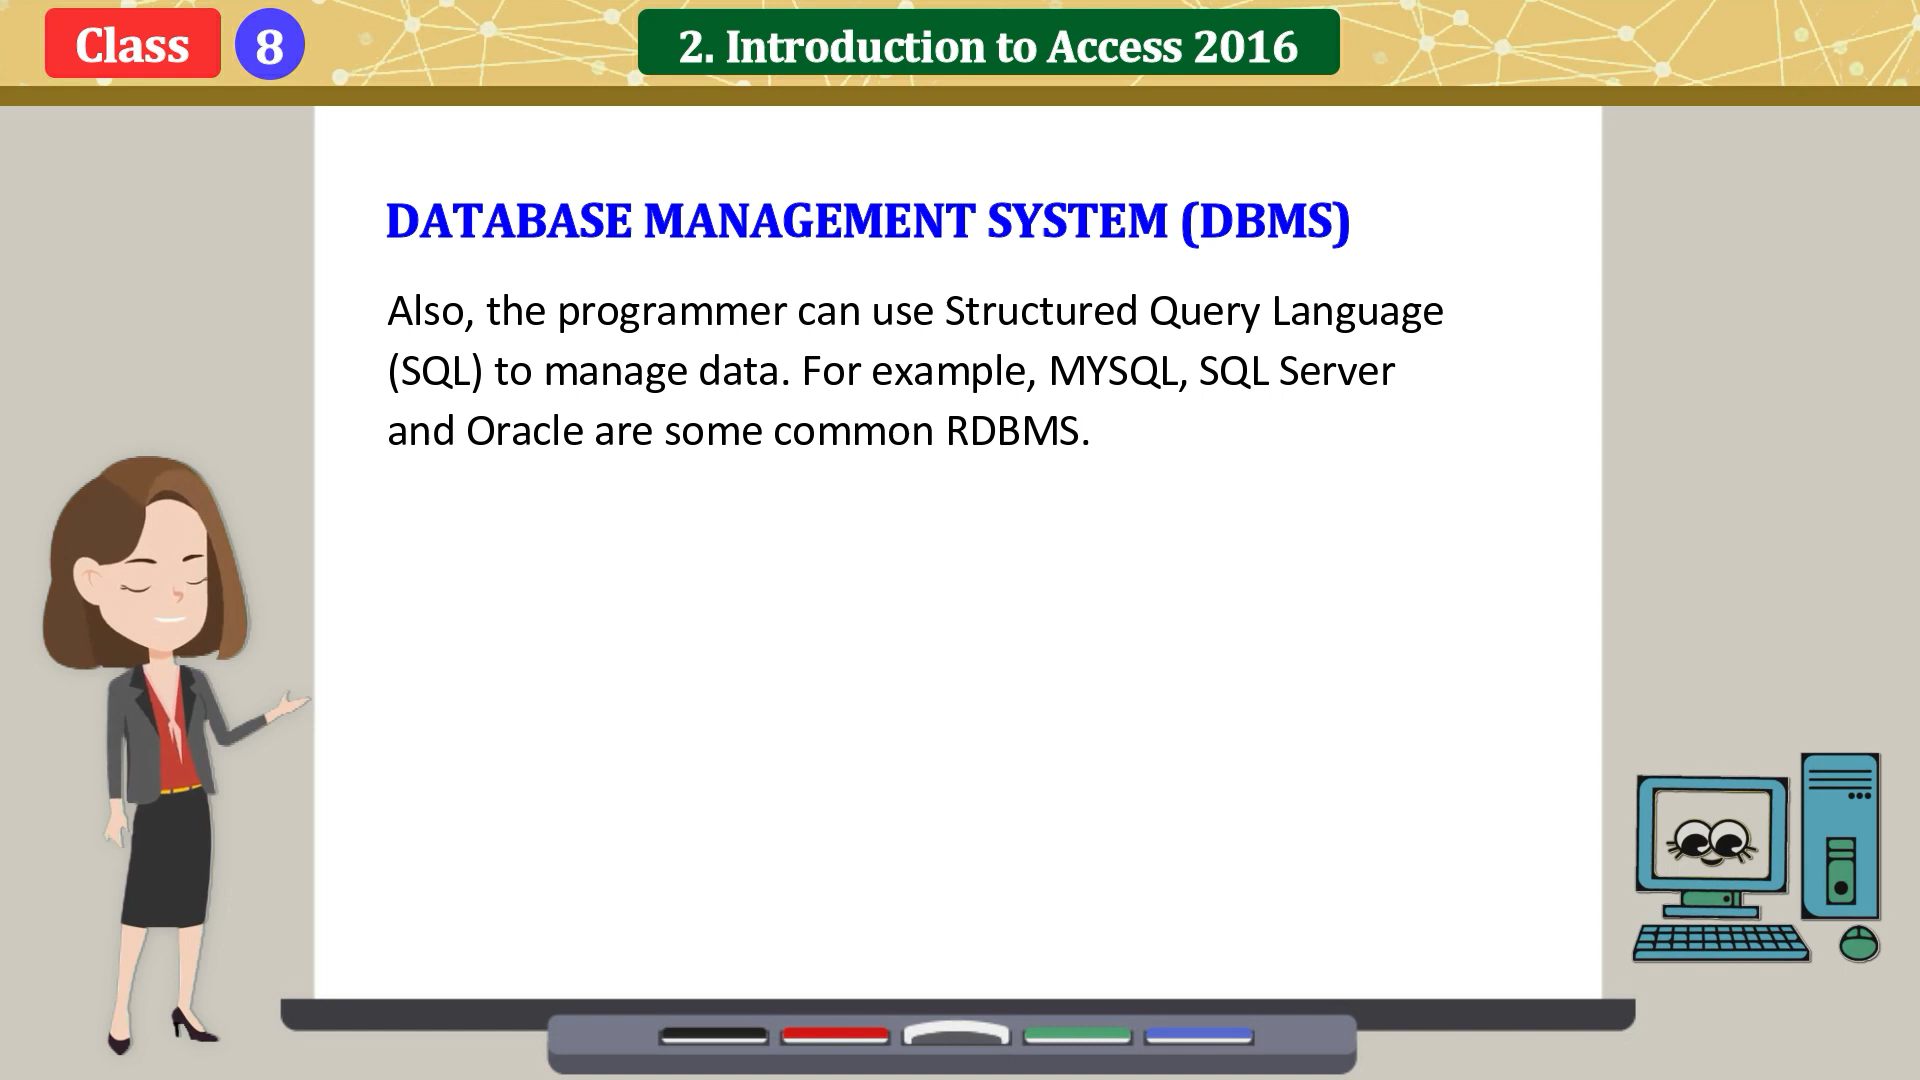 Class 8
2. Introduction to Access 2016
DATABASE MANAGEMENT SYSTEM (DBMS)
Also, the programmer can use Structured Query Language
(SQL) to manage data. For example, MYSQL, SQL Server
and Oracle are some common RDBMS.